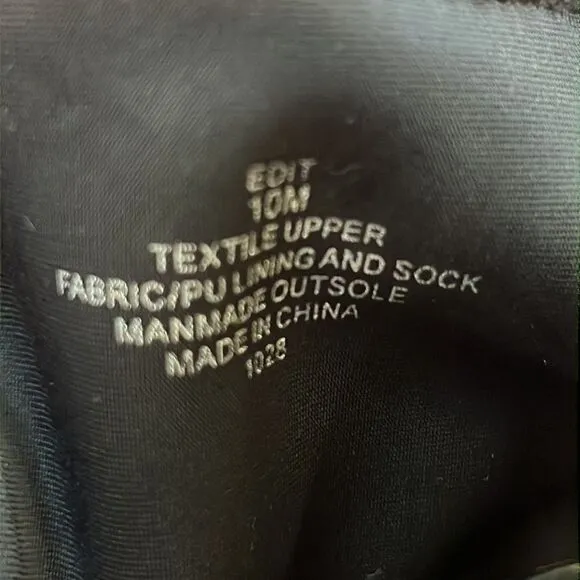 EDIT
10M
TEXTILE UPPER
FABRIC/PU LINING AND SOCK
MANMADE OUTSOLE
MADE IN CHINA
1028